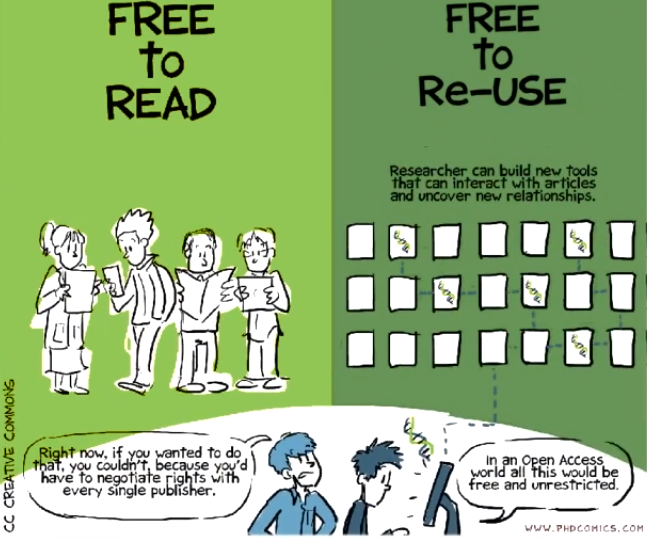 FREE
to
READ
FREE
to
Re-USE
Researcher can build new tools
that can interact with articles
and uncover new relationships.
Right now, if you wanted to do
that, you couldn't, because you'd
have to negotiate rights with
every single publisher.
In an Open Access
world all this would be
free and unrestricted.
CC CREATIVE COMMONS
WWW.PHDCOMICS.COM